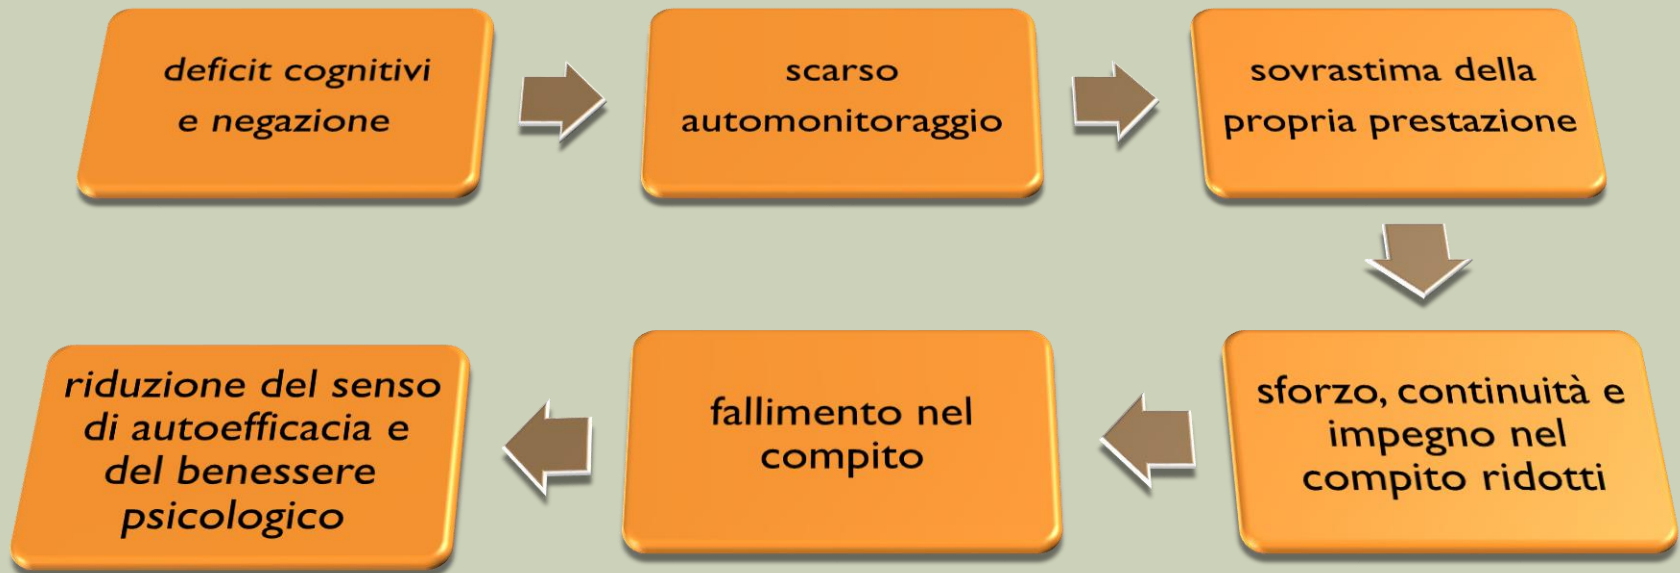 deficit cognitivi
e negazione
scarso
automonitoraggio
sovrastima della
propria prestazione
sforzo, continuità e
impegno nel
compito ridotti
fallimento nel
compito
riduzione del senso
di autoefficacia e
del benessere
psicologico